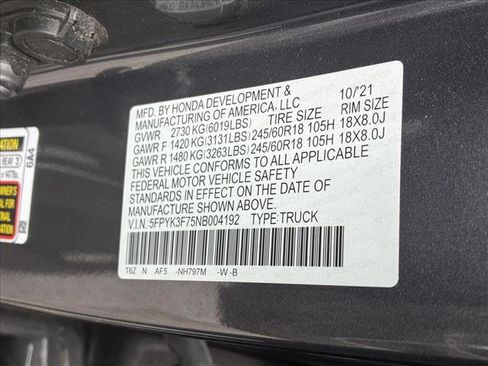 MFD. BY HONDA DEVELOPMENT & 10/'21
MANUFACTURING OF AMERICA, LLC
GVWR 2730 KG(6019LBS) TIRE SIZE RIM SIZE
GAWR F 1420 KG(3131LBS) 245/60R18 105H 18X8.0J
GAWR R 1480 KG(3263LBS) 245/60R18 105H 18X8.0J
THIS VEHICLE CONFORMS TO ALL APPLICABLE
FEDERAL MOTOR VEHICLE SAFETY
STANDARDS IN EFFECT ON THE DATE OF
MANUFACTURE SHOWN ABOVE.
V.I.N.:5FPYK3F75NB004192 TYPE:TRUCK
T6Z N AF5 -NH797M -W-B
6A4
REAR 3